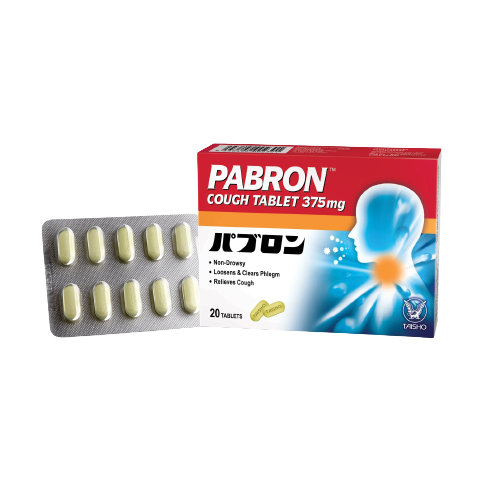 PABRON™
COUGH TABLET 375mg
パブロン
• Non-Drowsy
• Loosens & Clears Phlegm
• Relieves Cough
20 TABLETS
TAISHO